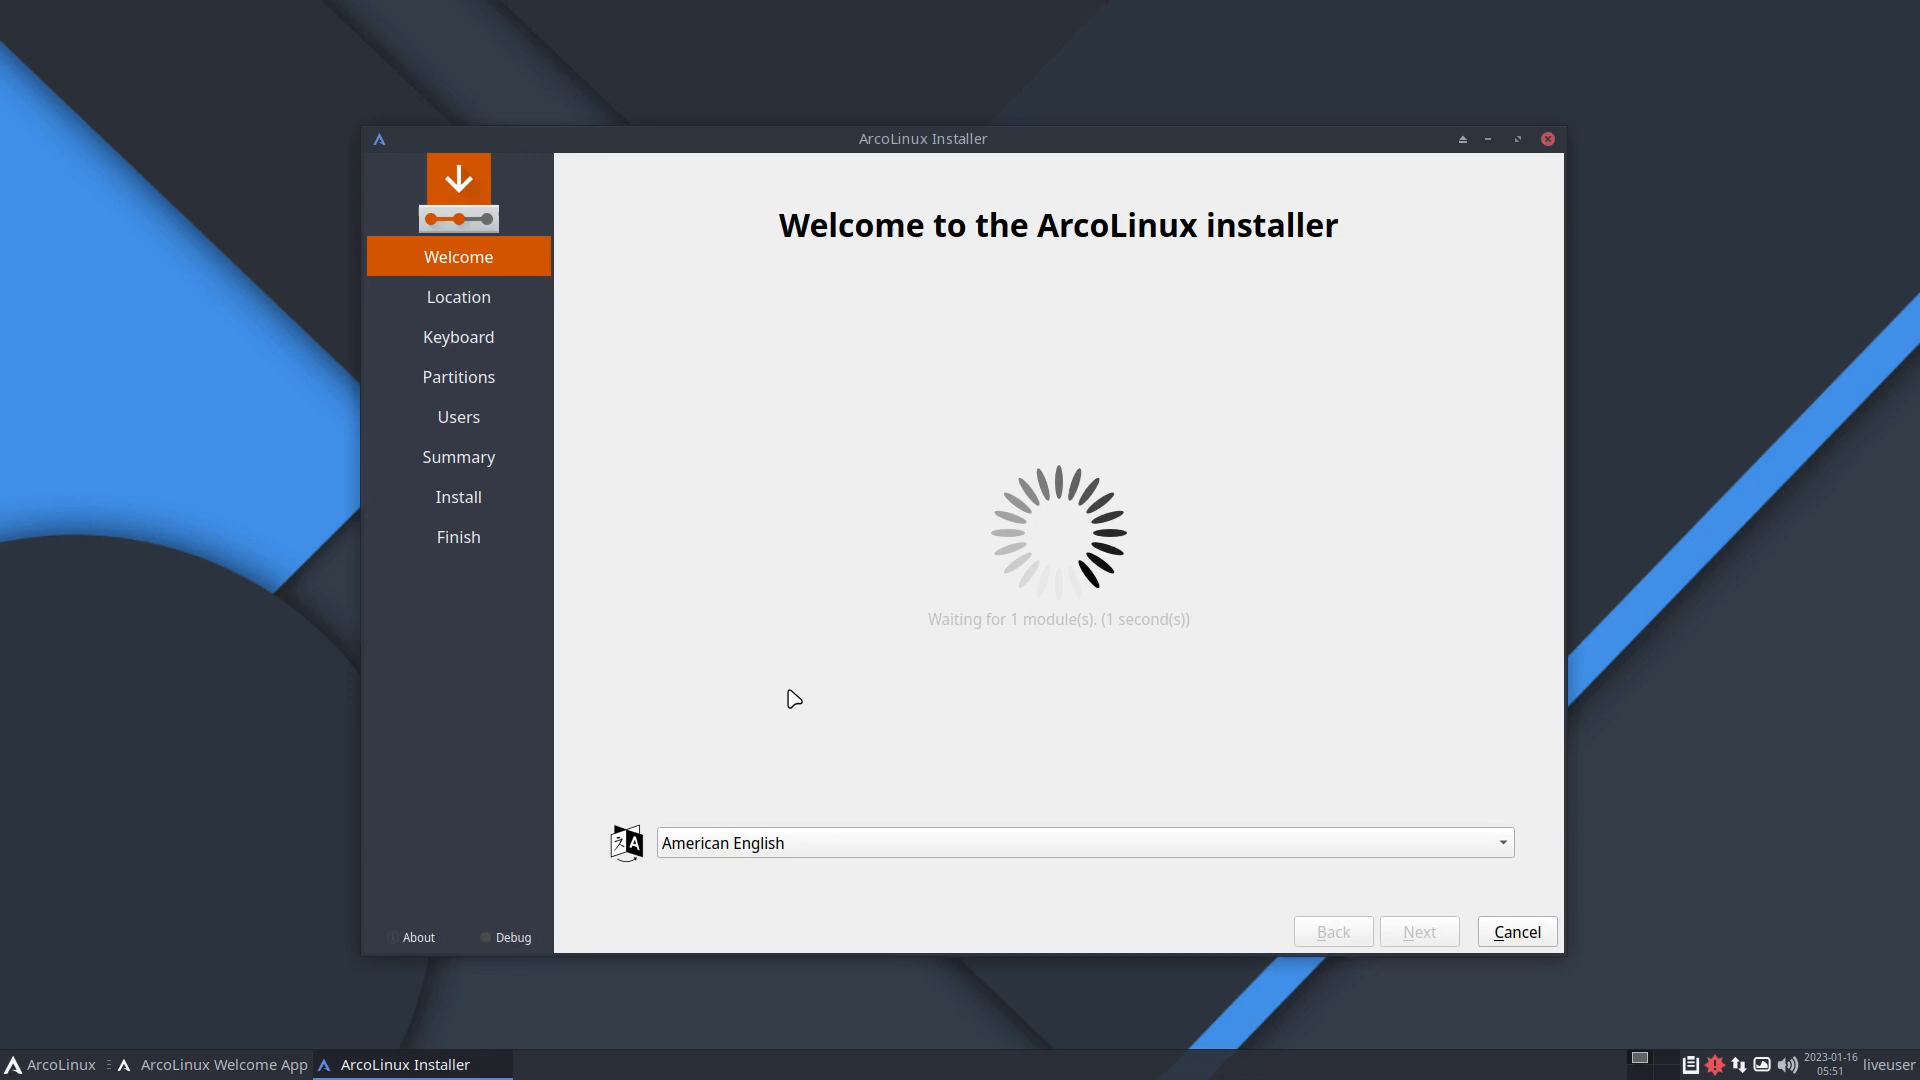 ArcoLinux Installer
Welcome
Location
Keyboard
Partitions
Users
Summary
Install
Finish
About
Debug
Welcome to the ArcoLinux installer
Waiting for 1 module(s). (1 second(s))
American English
Back
Next
Cancel
ArcoLinux
ArcoLinux Welcome App
ArcoLinux Installer
2023-01-16
05:51
liveuser